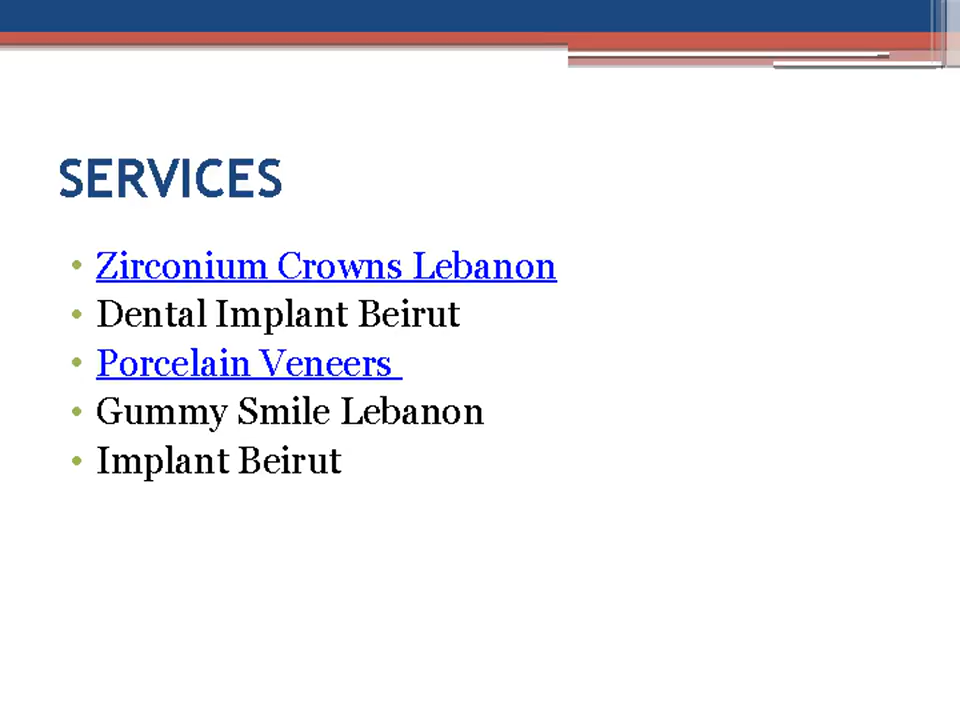 SERVICES
• Zirconium Crowns Lebanon
• Dental Implant Beirut
• Porcelain Veneers
• Gummy Smile Lebanon
• Implant Beirut